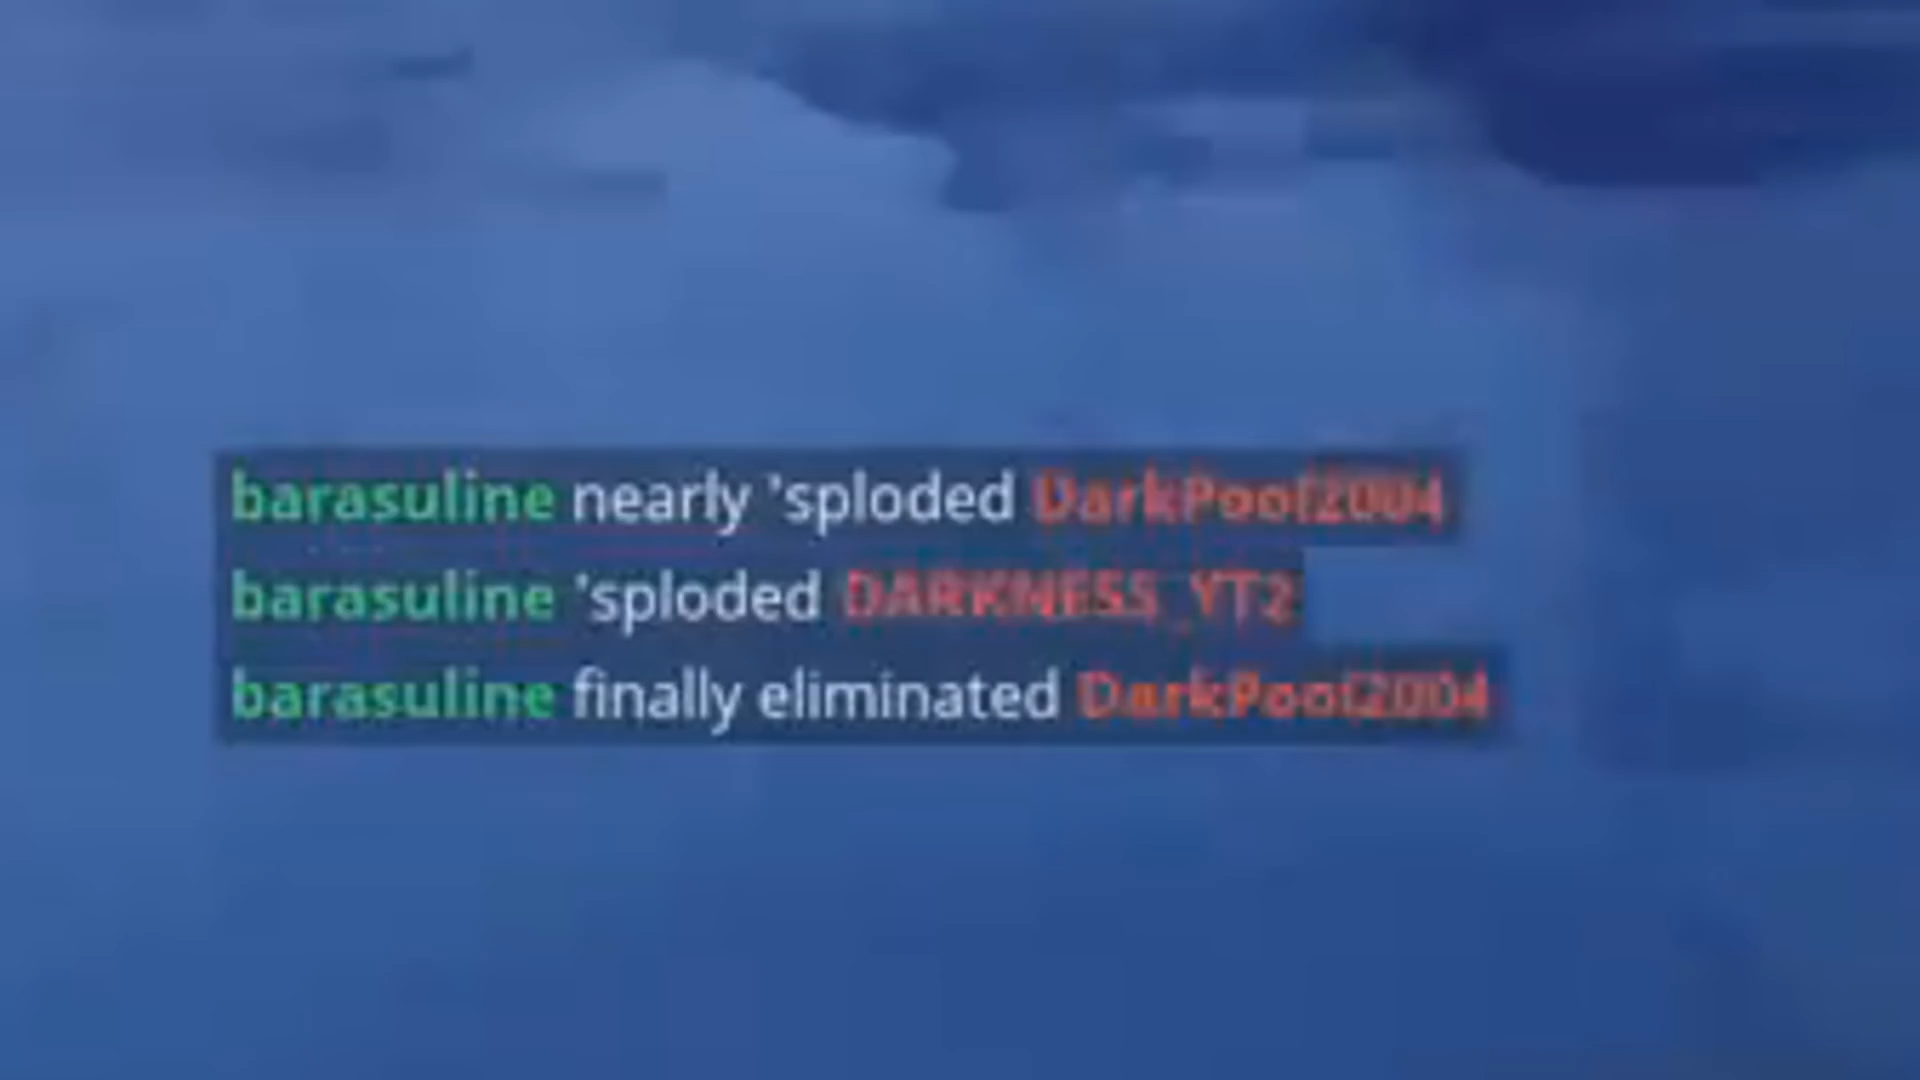 barasuline nearly 'sploded DarkPool2004
barasuline 'sploded DARKNESS_YT2
barasuline finally eliminated DarkPool2004